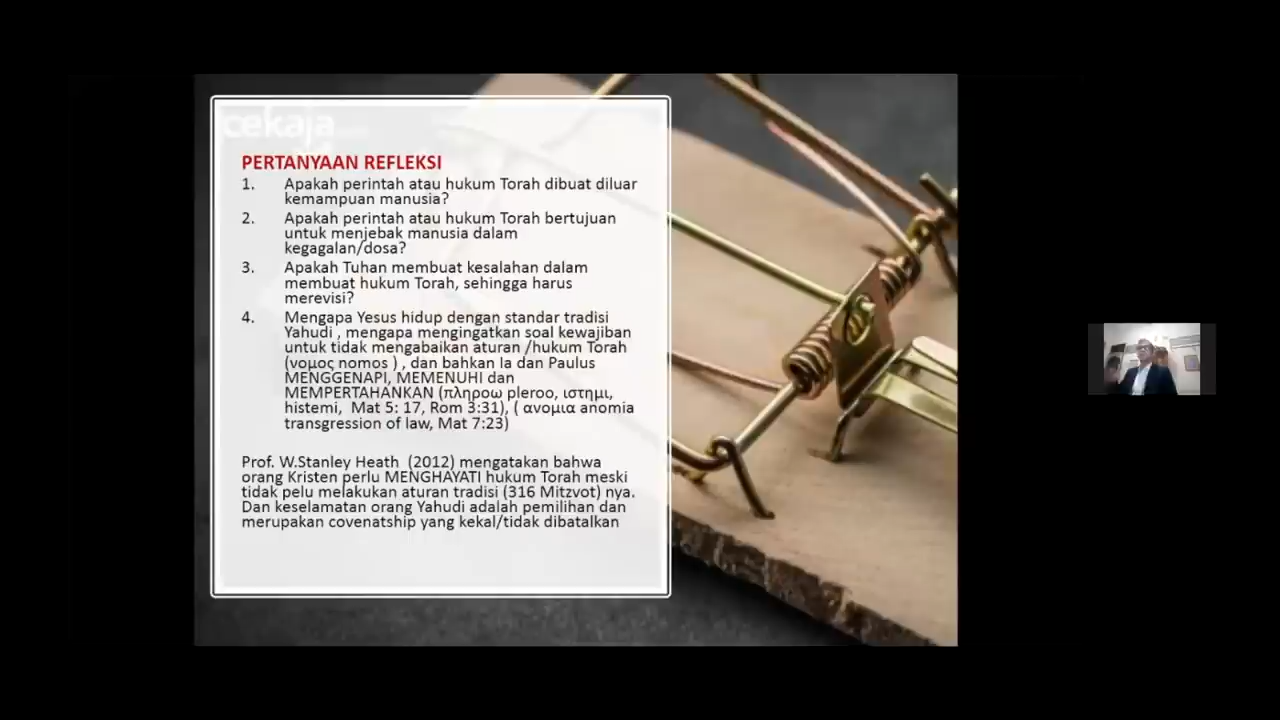 cekaja
PERTANYAAN REFLEKSI
1. Apakah perintah atau hukum Torah dibuat diluar
kemampuan manusia?
2. Apakah perintah atau hukum Torah bertujuan
untuk menjebak manusia dalam
kegagalan/dosa?
3. Apakah Tuhan membuat kesalahan dalam
membuat hukum Torah, sehingga harus
merevisi?
4. Mengapa Yesus hidup dengan standar tradisi
Yahudi , mengapa mengingatkan soal kewajiban
untuk tidak mengabaikan aturan /hukum Torah
(νομος nomos ) , dan bahkan Ia dan Paulus
MENGGENAPI, MEMENUHI dan
MEMPERTAHANKAN (πληροω pleroo, ιστημι,
histemi, Mat 5: 17, Rom 3:31), ( ανομια anomia
transgression of law, Mat 7:23)
Prof. W.Stanley Heath (2012) mengatakan bahwa
orang Kristen perlu MENGHAYATI hukum Torah meski
tidak pelu melakukan aturan tradisi (316 Mitzvot) nya.
Dan keselamatan orang Yahudi adalah pemilihan dan
merupakan covenatship yang kekal/tidak dibatalkan